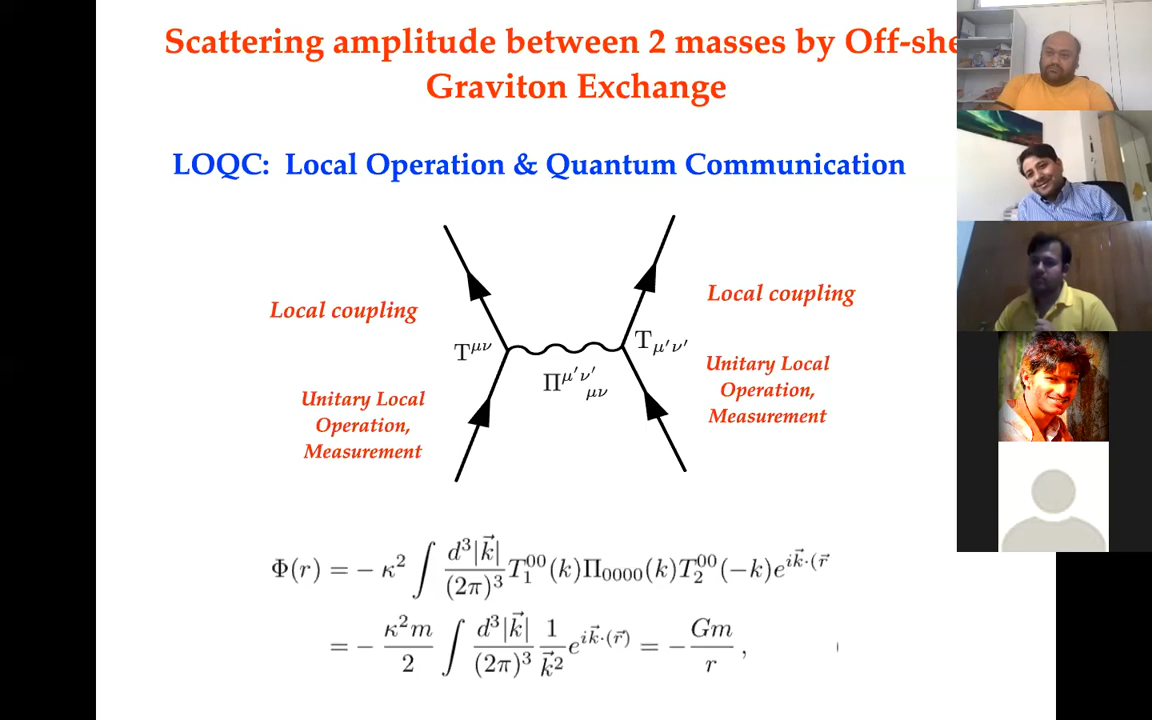 Scattering amplitude between 2 masses by Off-she
Graviton Exchange
LOQC: Local Operation & Quantum Communication
Local coupling
Local coupling
T^{μν}
T_{μ'ν'}
Π^{μ'ν'}_{μν}
Unitary Local
Operation,
Measurement
Unitary Local
Operation,
Measurement
Φ(r) = − κ² ∫ d³|k⃗| / (2π)³ T₁⁰⁰(k)Π₀₀₀₀(k)T₂⁰⁰(−k)e^{ik⃗·(r⃗
= − κ²m / 2 ∫ d³|k⃗| / (2π)³ 1 / k⃗² e^{ik⃗·(r⃗)} = − Gm / r ,